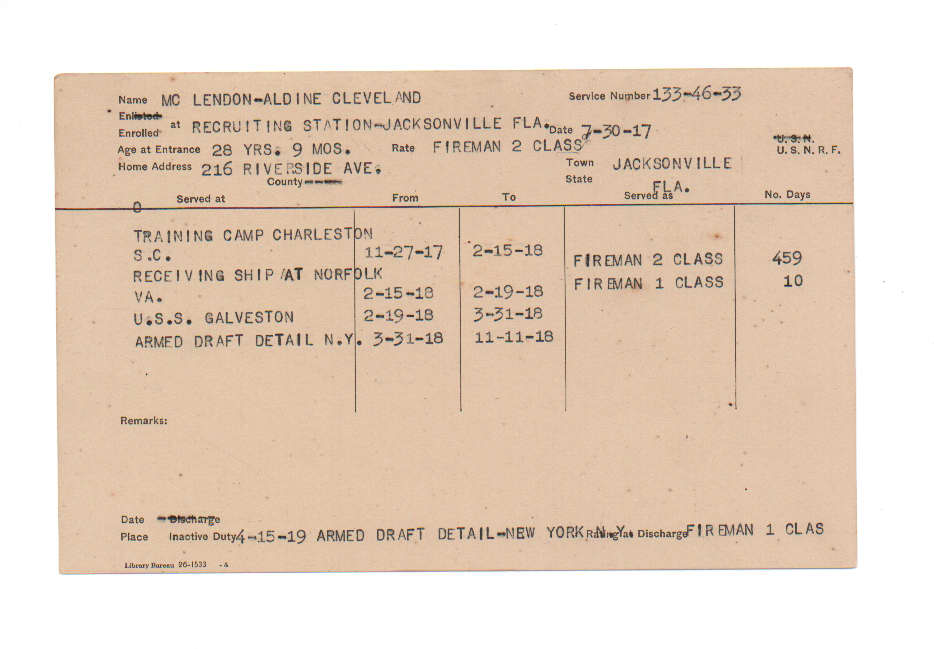 Name MC LENDON-ALDINE CLEVELAND Service Number 133-46-33
Enlisted
Enrolled at RECRUITING STATION-JACKSONVILLE FLA. Date 7-30-17
U. S. N.
Age at Entrance 28 YRS. 9 MOS. Rate FIREMAN 2 CLASS U. S. N. R. F.
Home Address 216 RIVERSIDE AVE. Town JACKSONVILLE
County State FLA.
0 Served at From To Served as No. Days
TRAINING CAMP CHARLESTON
S.C. 11-27-17 2-15-18 FIREMAN 2 CLASS 459
RECEIVING SHIP AT NORFOLK FIREMAN 1 CLASS 10
VA. 2-15-18 2-19-18
U.S.S. GALVESTON 2-19-18 3-31-18
ARMED DRAFT DETAIL N.Y. 3-31-18 11-11-18
Remarks:
Date Discharge
Place Inactive Duty 4-15-19 ARMED DRAFT DETAIL-NEW YORK N.Y. Rating at Discharge FIREMAN 1 CLAS
Library Bureau 26-1533 -A